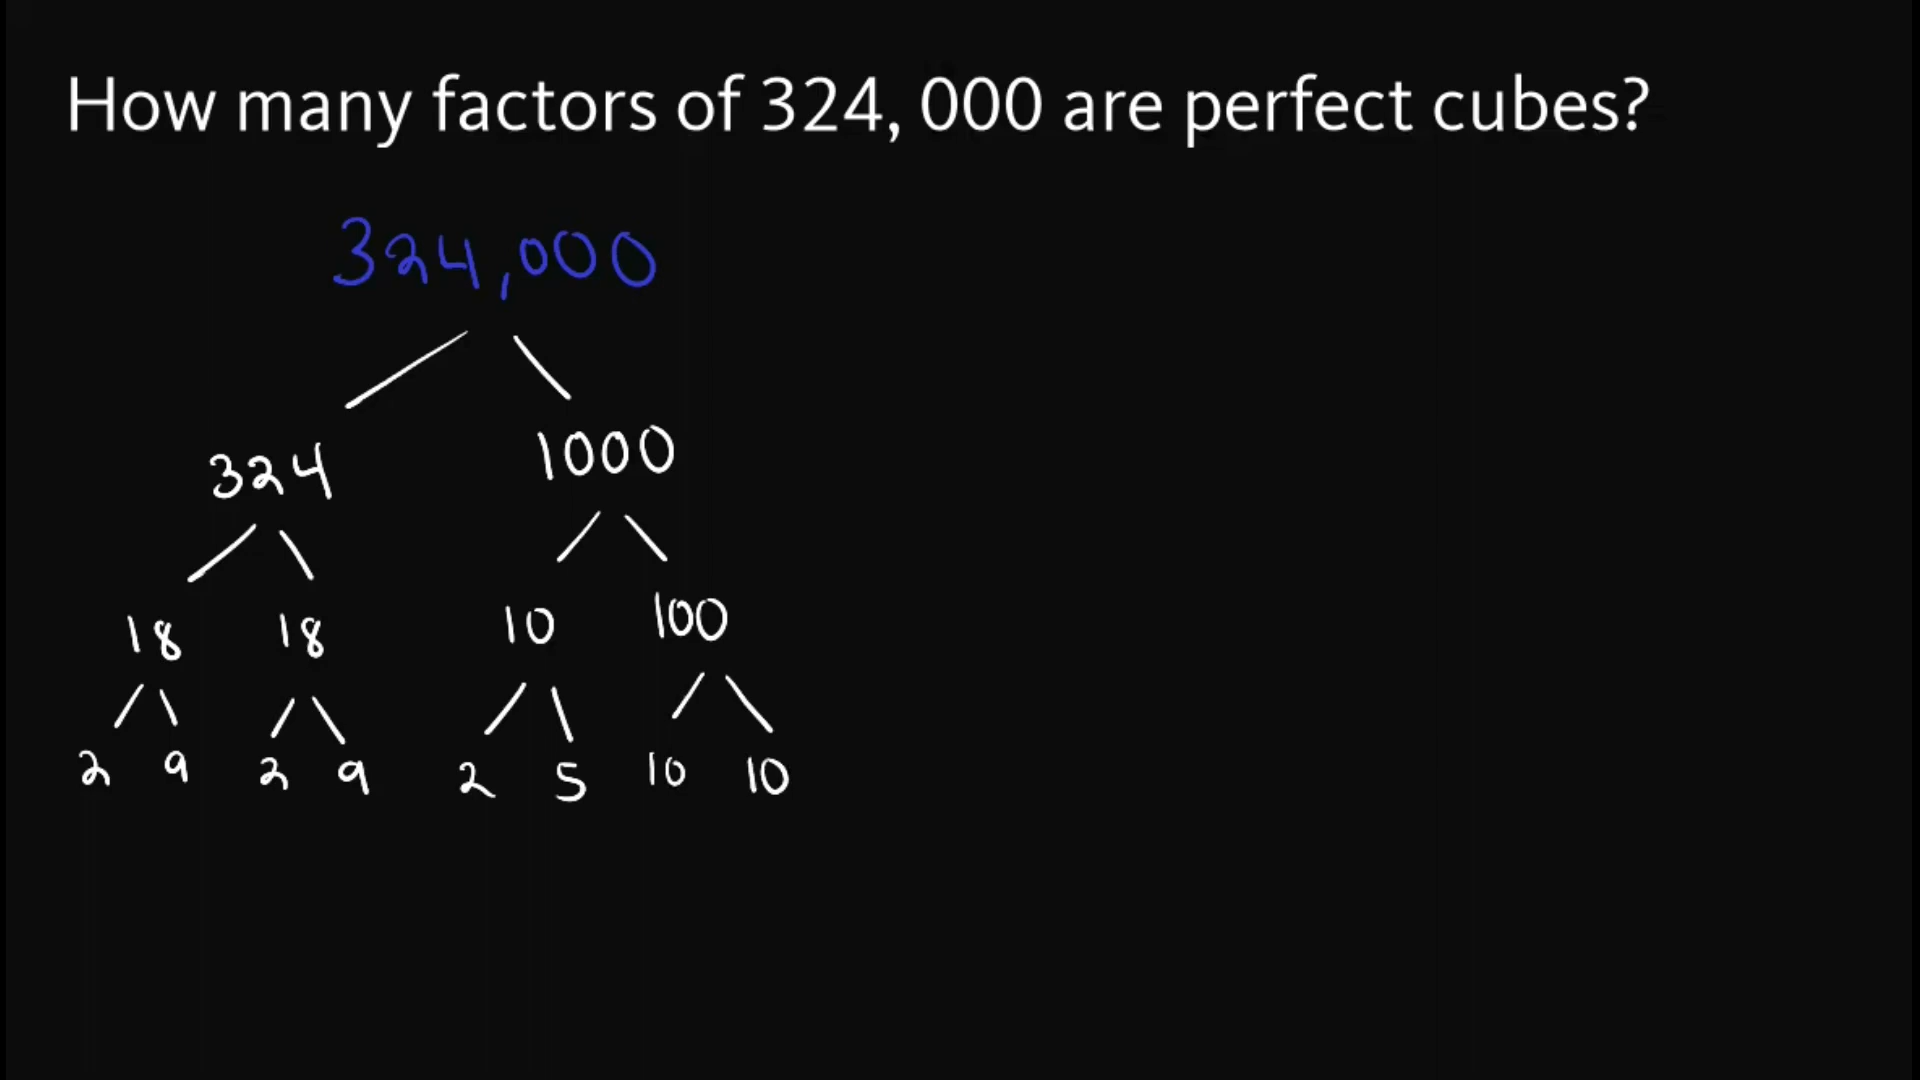 How many factors of 324, 000 are perfect cubes?
324,000
324 1000
18 18 10 100
2 9 2 9 2 5 10 10